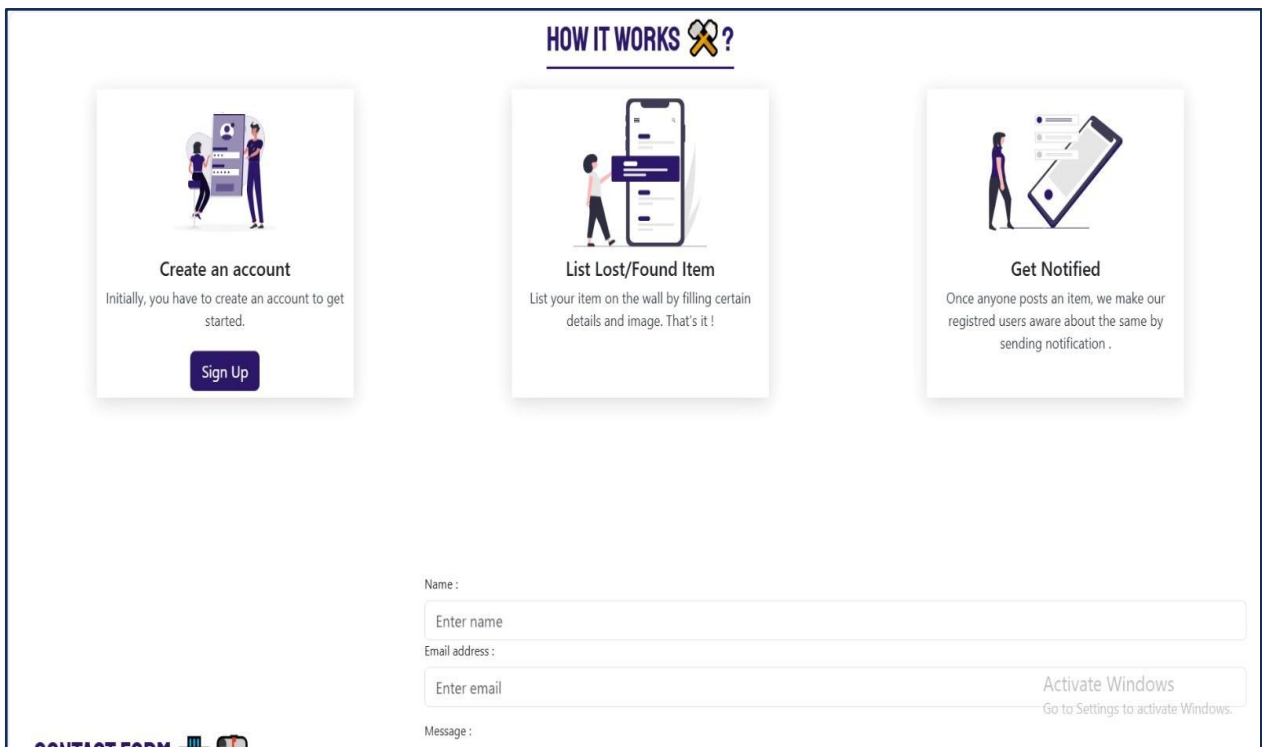 HOW IT WORKS ?
Create an account
Initially, you have to create an account to get
started.
Sign Up
List Lost/Found Item
List your item on the wall by filling certain
details and image. That's it !
Get Notified
Once anyone posts an item, we make our
registred users aware about the same by
sending notification .
Name :
Enter name
Email address :
Enter email
Message :
CONTACT FORM
Activate Windows
Go to Settings to activate Windows.